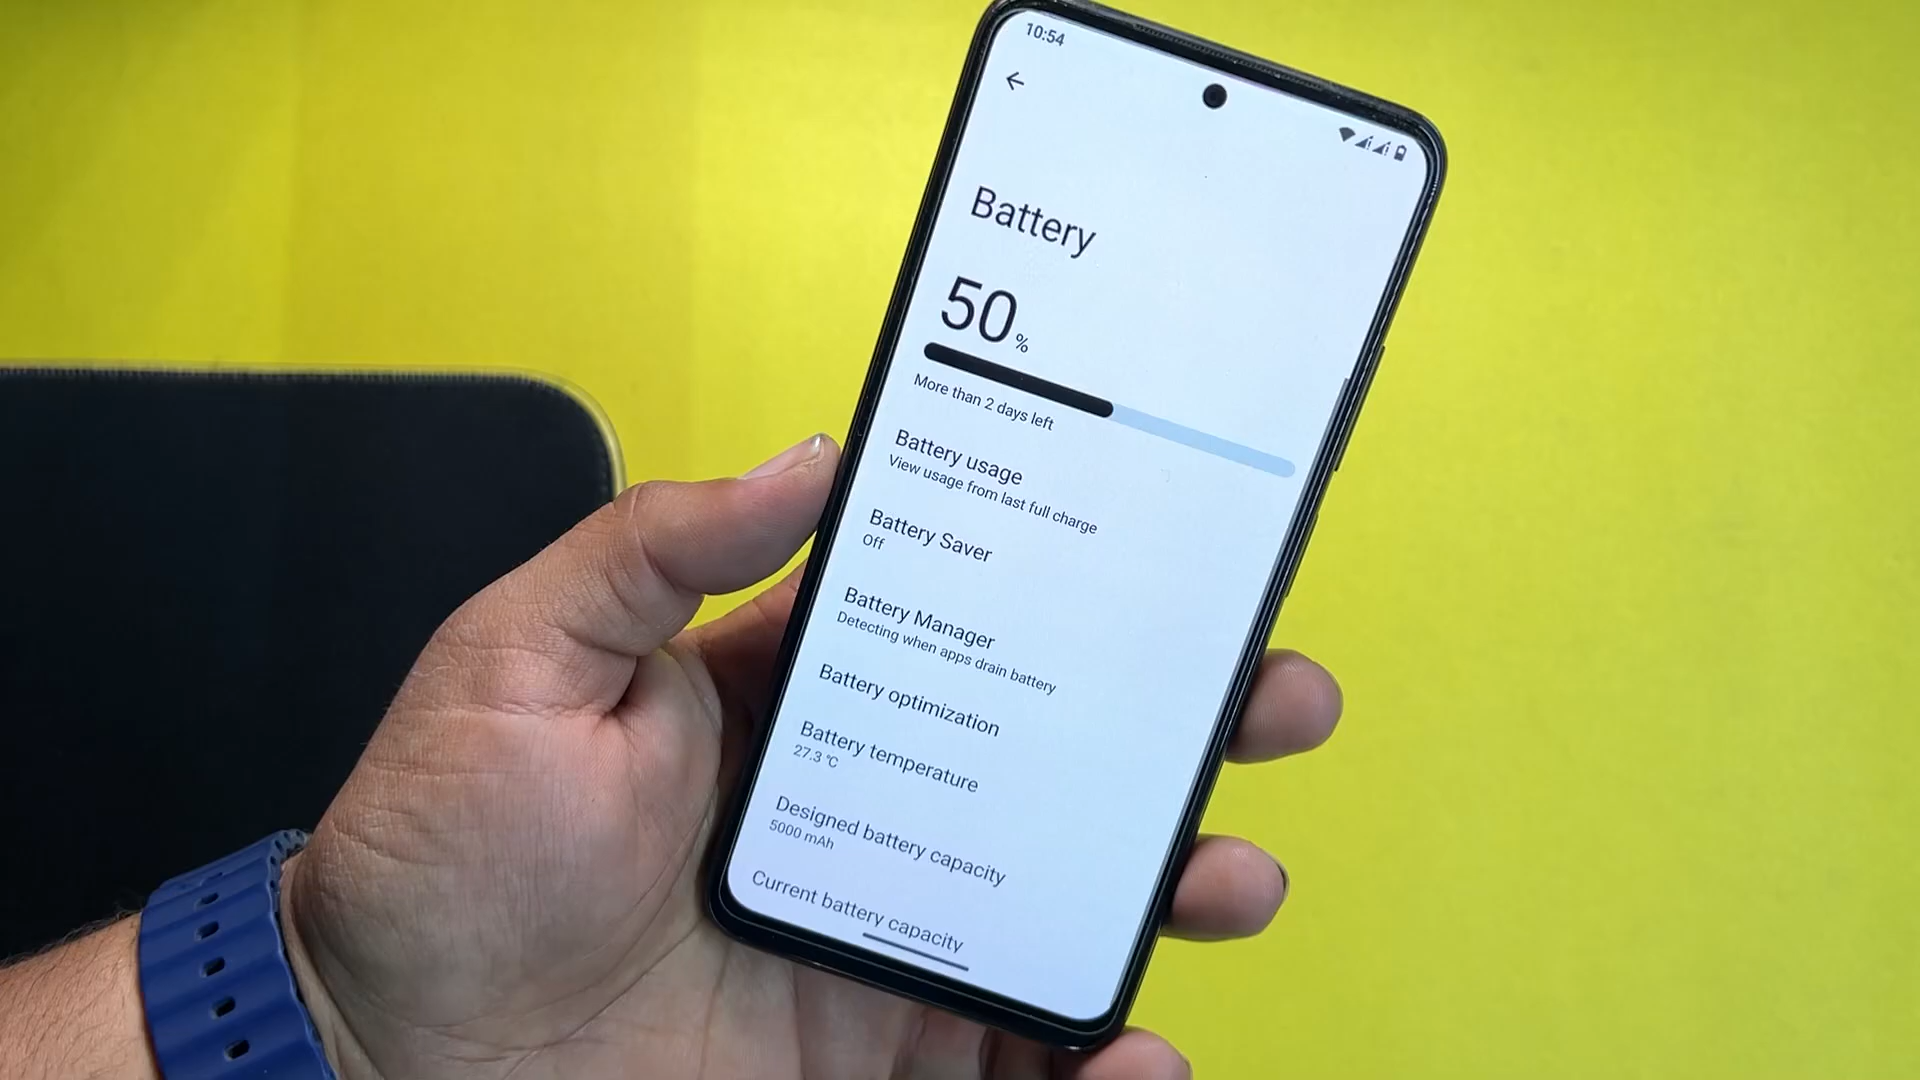 10:54
Battery
50%
More than 2 days left
Battery usage
View usage from last full charge
Battery Saver
Off
Battery Manager
Detecting when apps drain battery
Battery optimization
Battery temperature
27.3 °C
Designed battery capacity
5000 mAh
Current battery capacity